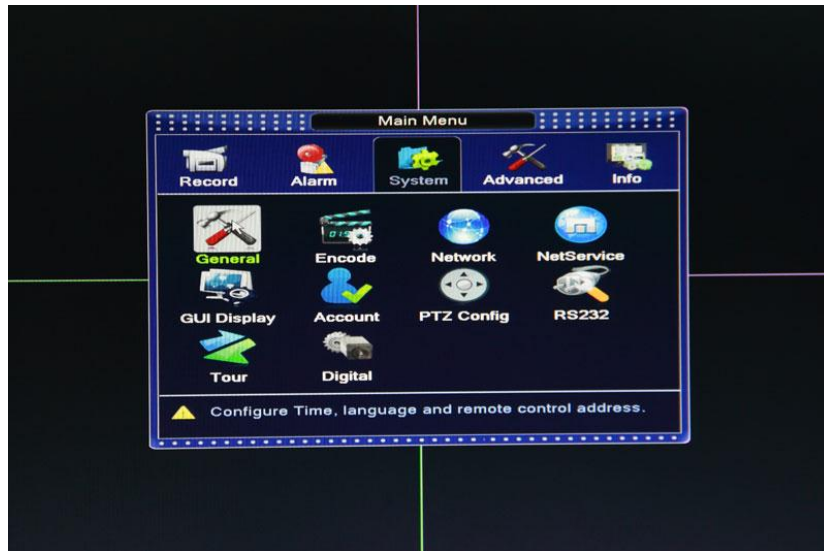 Main Menu
Record Alarm System Advanced Info
General Encode Network NetService
GUI Display Account PTZ Config RS232
Tour Digital
Configure Time, language and remote control address.